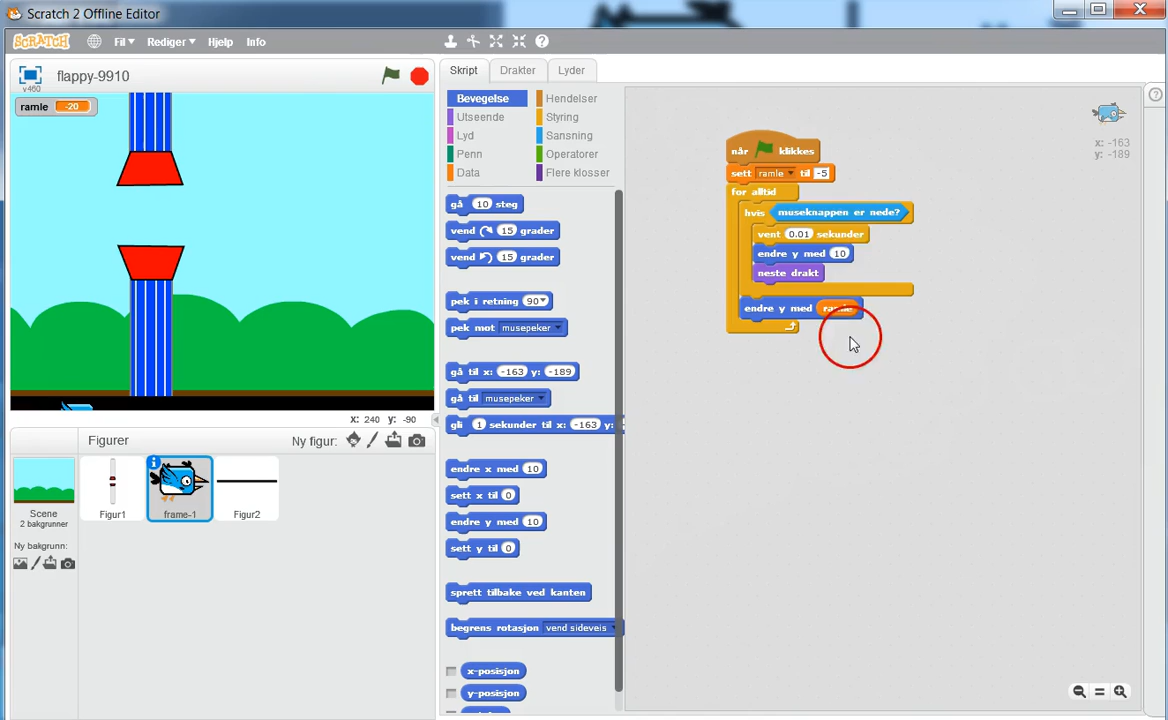 Scratch 2 Offline Editor
SCRATCH
Fil
Rediger
Hjelp
Info
v460
flappy-9910
ramle -20
x: 240 y: -90
Figurer
Ny figur:
Scene
2 bakgrunner
Ny bakgrunn:
Figur1
frame-1
Figur2
Skript
Drakter
Lyder
Bevegelse
Utseende
Lyd
Penn
Data
Hendelser
Styring
Sansning
Operatorer
Flere klosser
gå 10 steg
vend 15 grader
vend 15 grader
pek i retning 90
pek mot musepeker
gå til x: -163 y: -189
gå til musepeker
gli 1 sekunder til x: -163 y:
endre x med 10
sett x til 0
endre y med 10
sett y til 0
sprett tilbake ved kanten
begrens rotasjon vend sideveis
x-posisjon
y-posisjon
når klikkes
sett ramle til -5
for alltid
hvis museknappen er nede?
vent 0.01 sekunder
endre y med 10
neste drakt
endre y med ramle
x: -163
y: -189